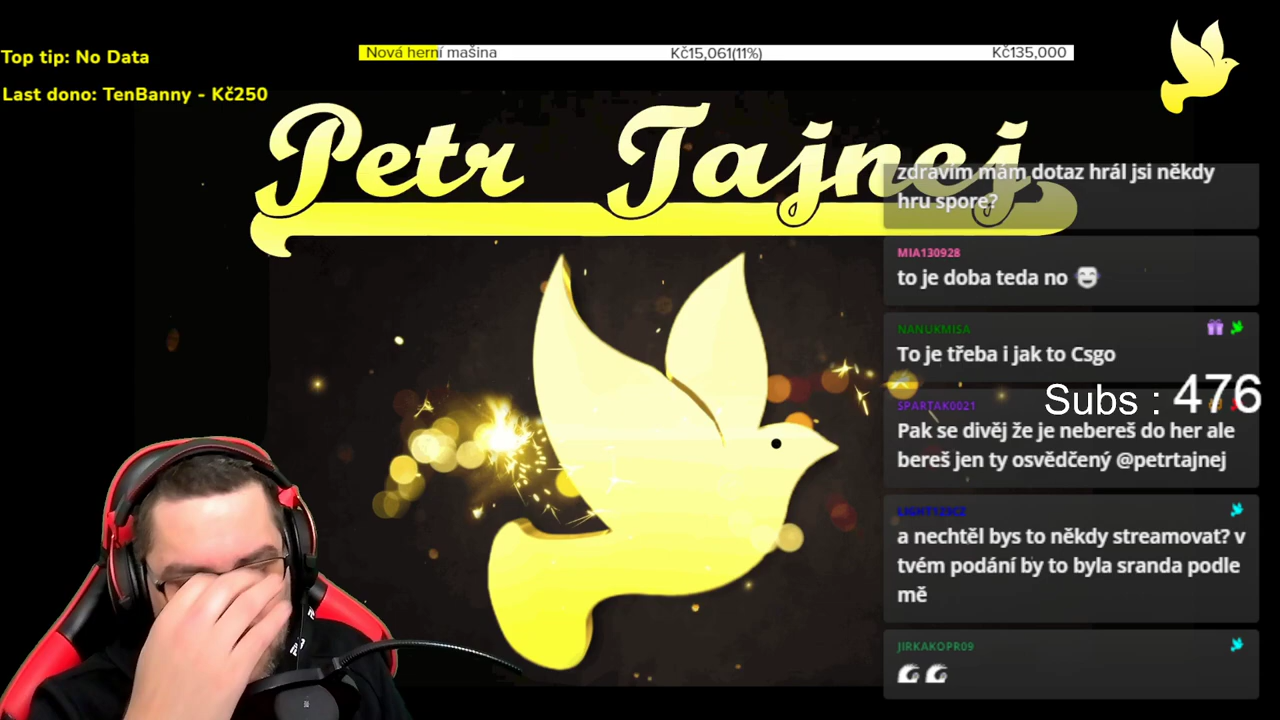 Top tip: No Data
Last dono: TenBanny - Kč250
Nová herní mašina Kč15,061(11%) Kč135,000
Petr Tajnej
zdravím mám dotaz hrál jsi někdy
hru spore?
MIA130928
to je doba teda no
NANUKMISA
To je třeba i jak to Csgo
Subs : 476
SPARTAK0021
Pak se divěj že je nebereš do her ale
bereš jen ty osvědčený @petrtajnej
a nechtěl bys to někdy streamovat? v
tvém podání by to byla sranda podle
mě
JIRKAKOPR09